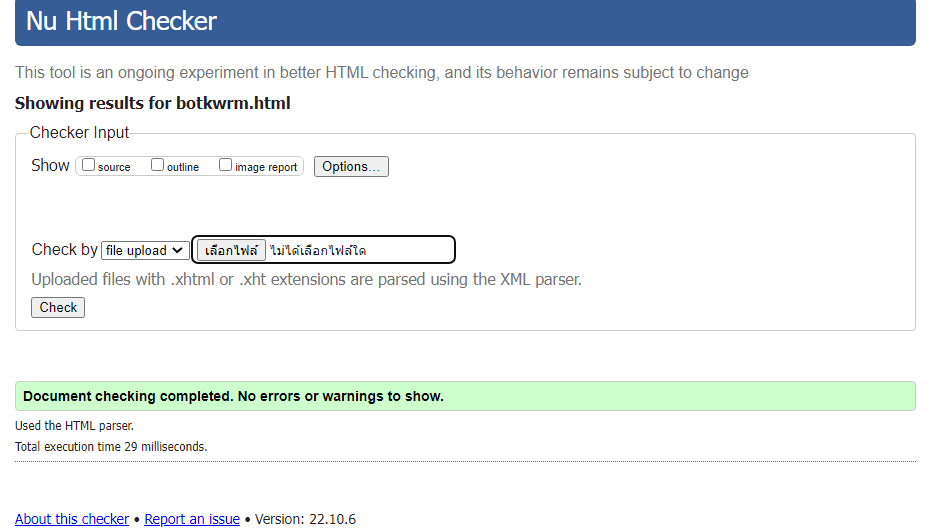 Nu Html Checker
This tool is an ongoing experiment in better HTML checking, and its behavior remains subject to change
Showing results for botkwrm.html
Checker Input
Show source outline image report Options...
Check by file upload เลือกไฟล์ ไม่ได้เลือกไฟล์ใด
Uploaded files with .xhtml or .xht extensions are parsed using the XML parser.
Check
Document checking completed. No errors or warnings to show.
Used the HTML parser.
Total execution time 29 milliseconds.
About this checker • Report an issue • Version: 22.10.6